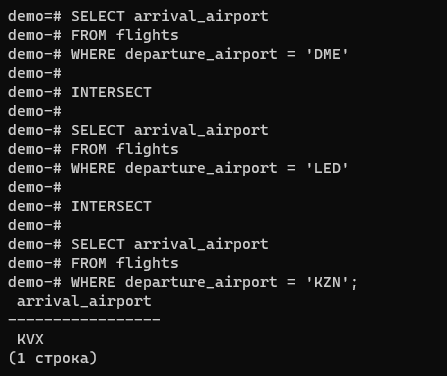 demo=# SELECT arrival_airport
demo-# FROM flights
demo-# WHERE departure_airport = 'DME'
demo-#
demo-# INTERSECT
demo-#
demo-# SELECT arrival_airport
demo-# FROM flights
demo-# WHERE departure_airport = 'LED'
demo-#
demo-# INTERSECT
demo-#
demo-# SELECT arrival_airport
demo-# FROM flights
demo-# WHERE departure_airport = 'KZN';
 arrival_airport
-----------------
 KVX
(1 строка)